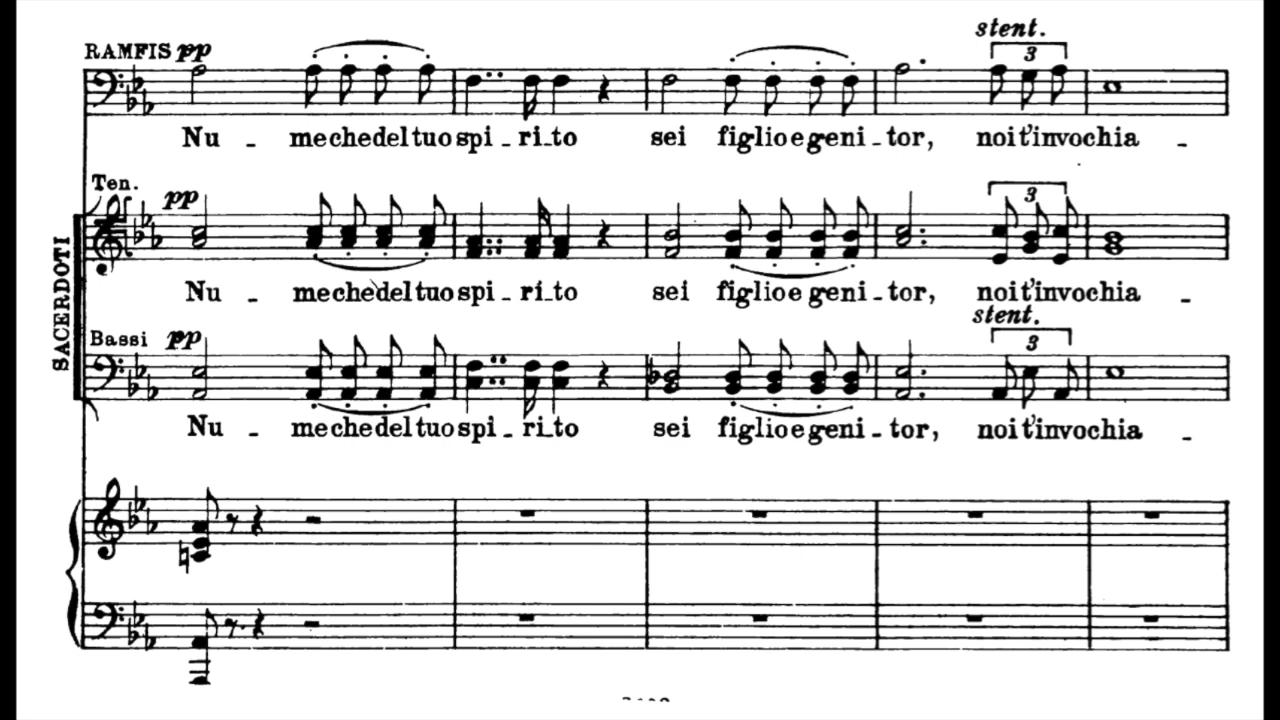 stent.
RAMFIS pp
3
Nu - me che del tuo spi - ri - to sei figlio e geni - tor, noi t'invochia -
Ten.
pp
3
SACERDOTI
Nu - me che del tuo spi - ri - to sei figlio e geni - tor, noi t'invochia -
stent.
Bassi pp
3
Nu - me che del tuo spi - ri - to sei figlio e geni - tor, noi t'invochia -